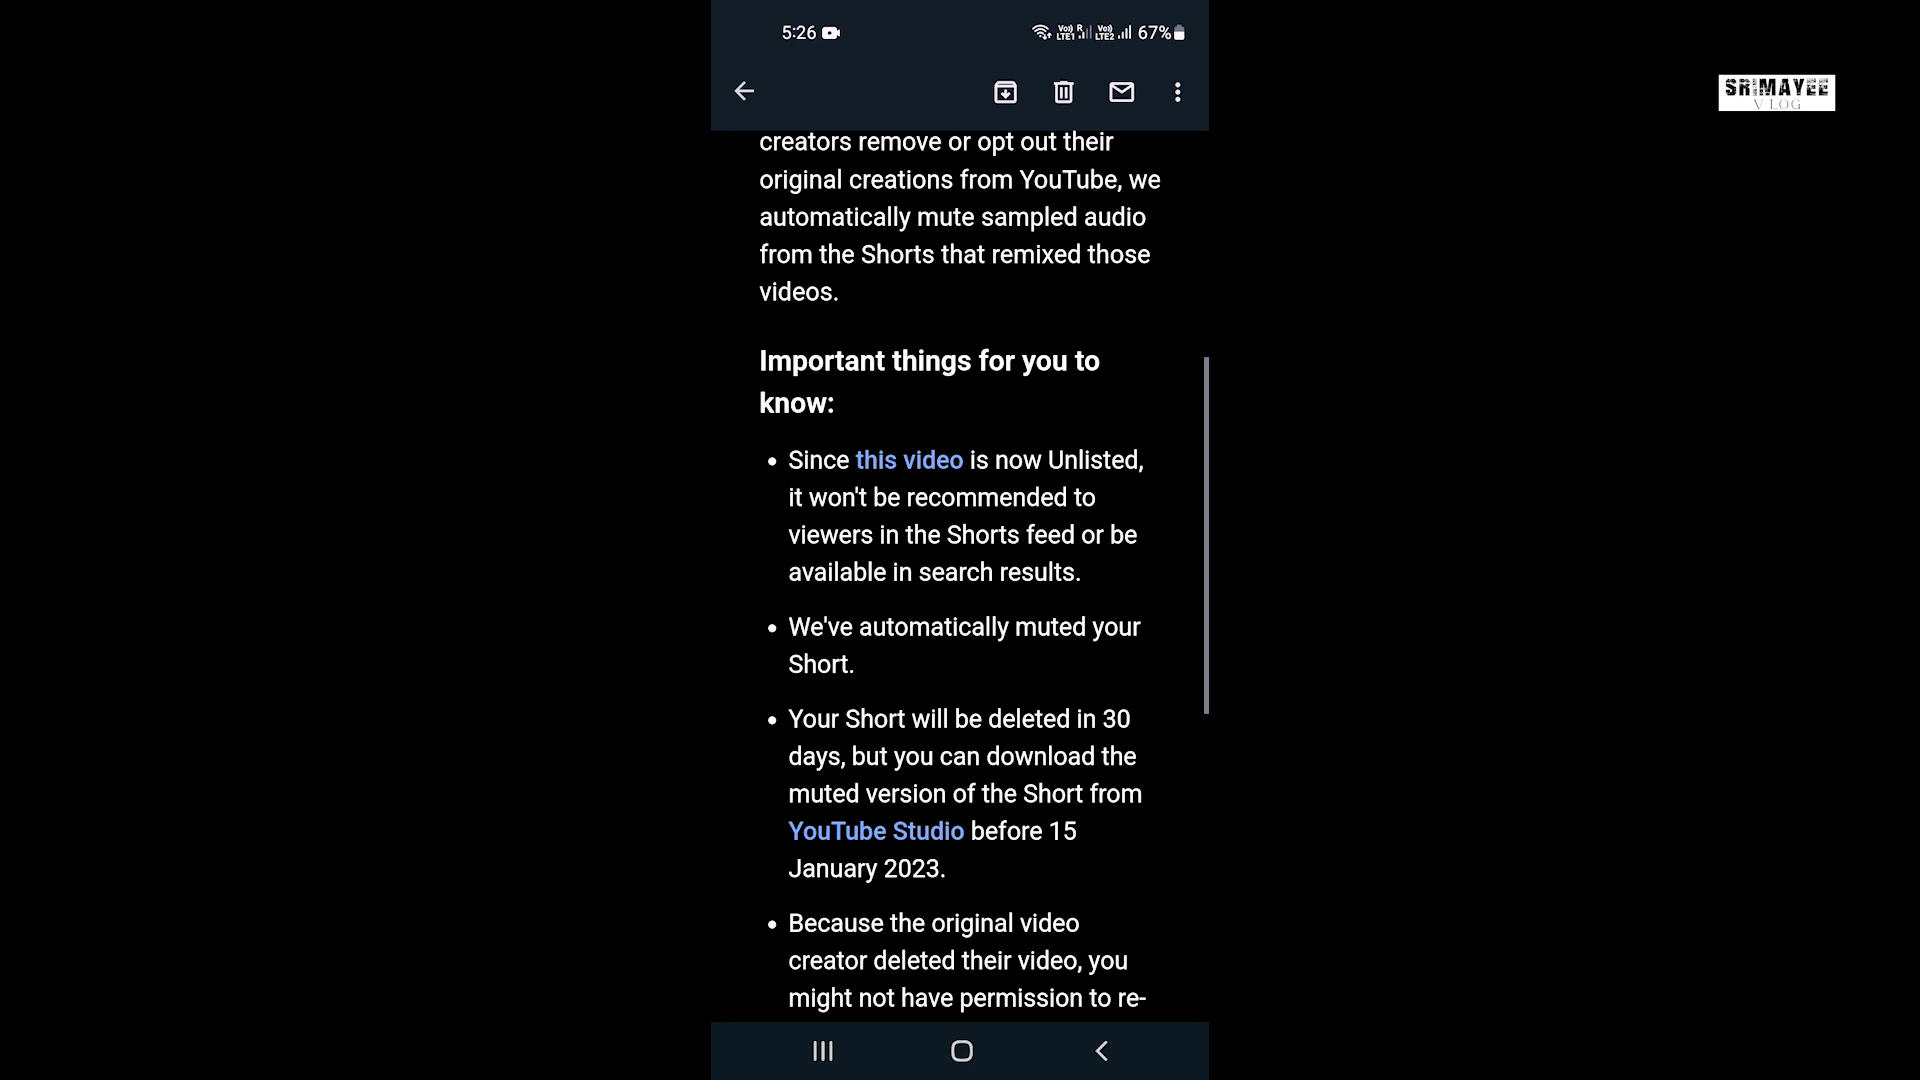 5:26
LTE1 R LTE2 67%
SRIMAYEE
VLOG
creators remove or opt out their
original creations from YouTube, we
automatically mute sampled audio
from the Shorts that remixed those
videos.
Important things for you to
know:
• Since this video is now Unlisted,
it won't be recommended to
viewers in the Shorts feed or be
available in search results.
• We've automatically muted your
Short.
• Your Short will be deleted in 30
days, but you can download the
muted version of the Short from
YouTube Studio before 15
January 2023.
• Because the original video
creator deleted their video, you
might not have permission to re-